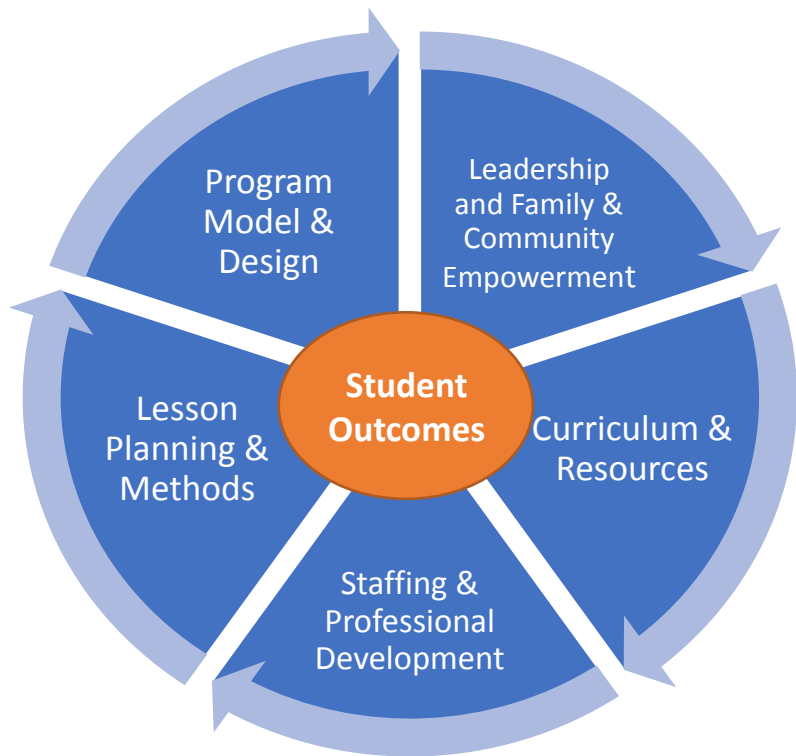 Program
Model &
Design
Leadership
and Family &
Community
Empowerment
Student
Outcomes
Curriculum &
Resources
Staffing &
Professional
Development
Lesson
Planning &
Methods